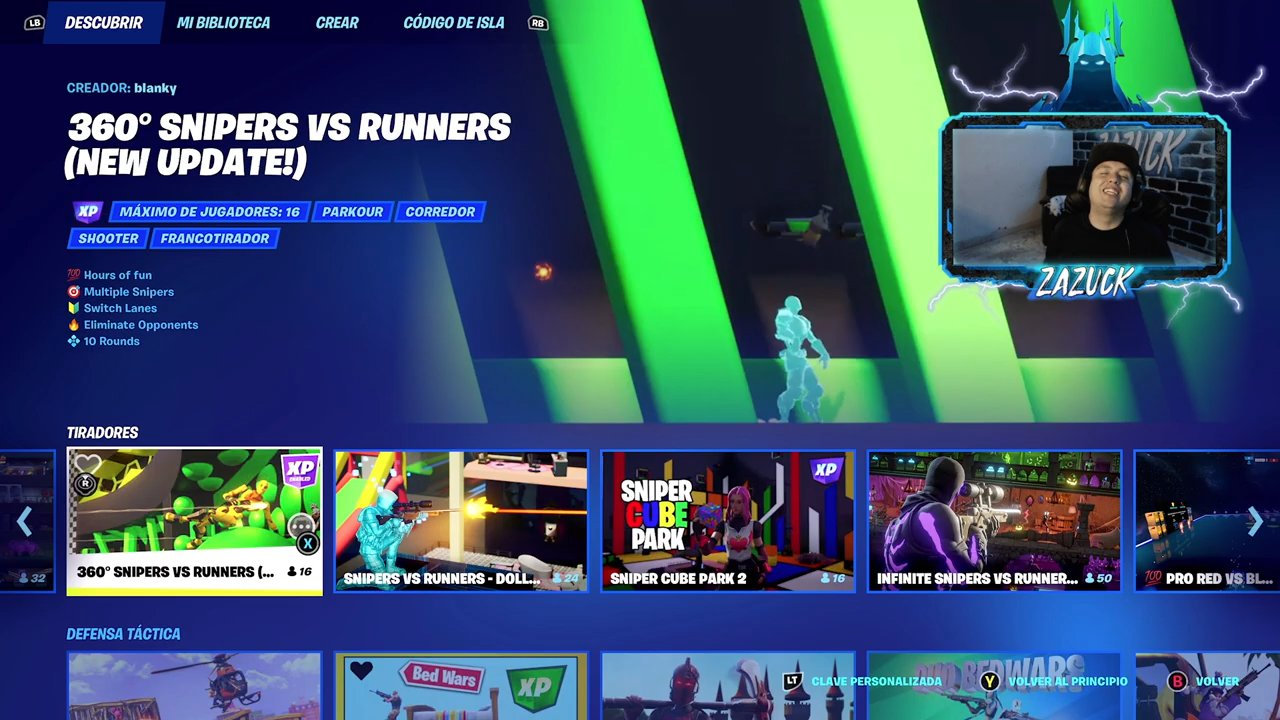 LB
DESCUBRIR
MI BIBLIOTECA
CREAR
CÓDIGO DE ISLA
RB
CREADOR: blanky
360° SNIPERS VS RUNNERS
(NEW UPDATE!)
XP
MÁXIMO DE JUGADORES: 16
PARKOUR
CORREDOR
SHOOTER
FRANCOTIRADOR
💯 Hours of fun
Multiple Snipers
Switch Lanes
Eliminate Opponents
10 Rounds
ZAZUCK
TIRADORES
32
XP
R
X
360° SNIPERS VS RUNNERS (...
16
SNIPERS VS RUNNERS - DOLL...
24
SNIPER
CUBE
PARK
XP
SNIPER CUBE PARK 2
16
INFINITE SNIPERS VS RUNNER...
50
💯 PRO RED VS BL...
DEFENSA TÁCTICA
Bed Wars
XP
BEDWARS
LT CLAVE PERSONALIZADA
Y VOLVER AL PRINCIPIO
B VOLVER